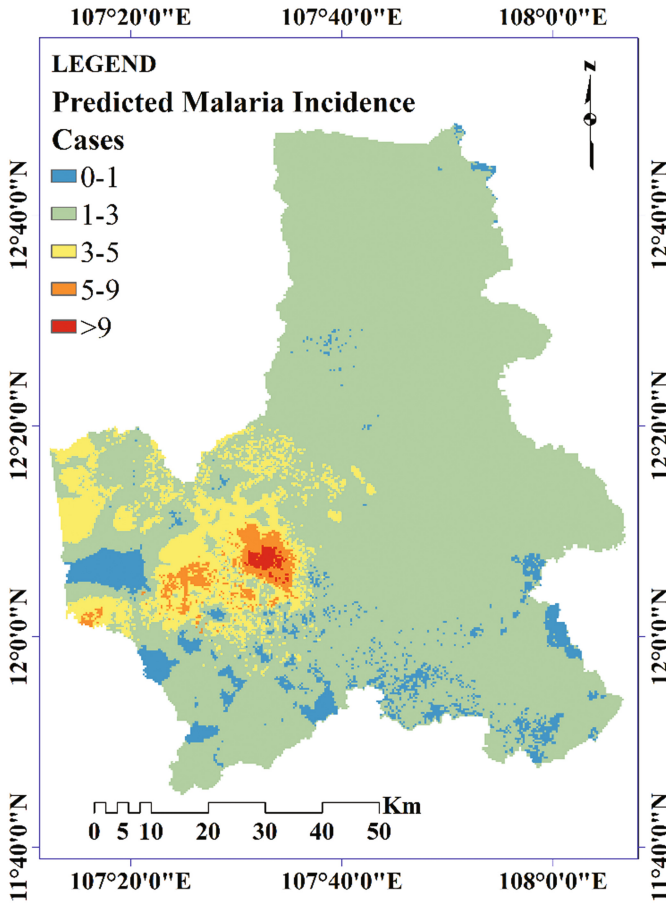 107°20'0"E 107°40'0"E 108°0'0"E
LEGEND
Predicted Malaria Incidence
Cases
0-1
1-3
3-5
5-9
>9
N
12°40'0"N 12°40'0"N
12°20'0"N 12°20'0"N
12°0'0"N 12°0'0"N
11°40'0"N 11°40'0"N
Km
0 5 10 20 30 40 50
107°20'0"E 107°40'0"E 108°0'0"E